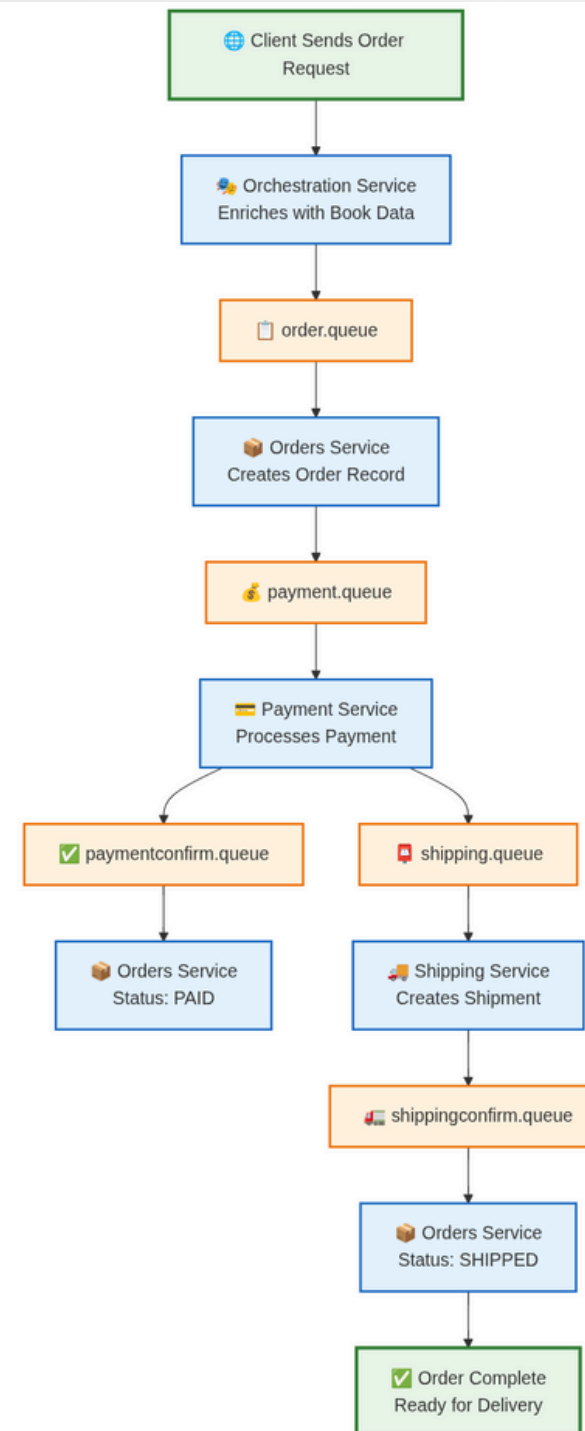 🌐 Client Sends Order
Request
🎭 Orchestration Service
Enriches with Book Data
📋 order.queue
📦 Orders Service
Creates Order Record
💰 payment.queue
💳 Payment Service
Processes Payment
✅ paymentconfirm.queue
📮 shipping.queue
📦 Orders Service
Status: PAID
🚚 Shipping Service
Creates Shipment
🚛 shippingconfirm.queue
📦 Orders Service
Status: SHIPPED
✅ Order Complete
Ready for Delivery